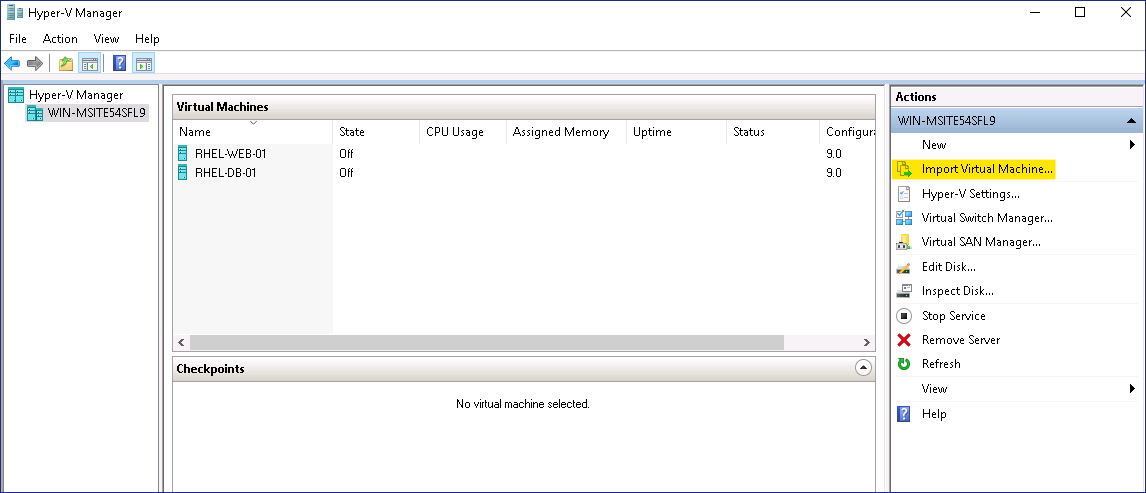 Hyper-V Manager
File Action View Help
Hyper-V Manager
WIN-MSITE54SFL9
Virtual Machines
Name State CPU Usage Assigned Memory Uptime Status Configura
RHEL-WEB-01 Off 9.0
RHEL-DB-01 Off 9.0
Checkpoints
No virtual machine selected.
Actions
WIN-MSITE54SFL9
New
Import Virtual Machine...
Hyper-V Settings...
Virtual Switch Manager...
Virtual SAN Manager...
Edit Disk...
Inspect Disk...
Stop Service
Remove Server
Refresh
View
Help